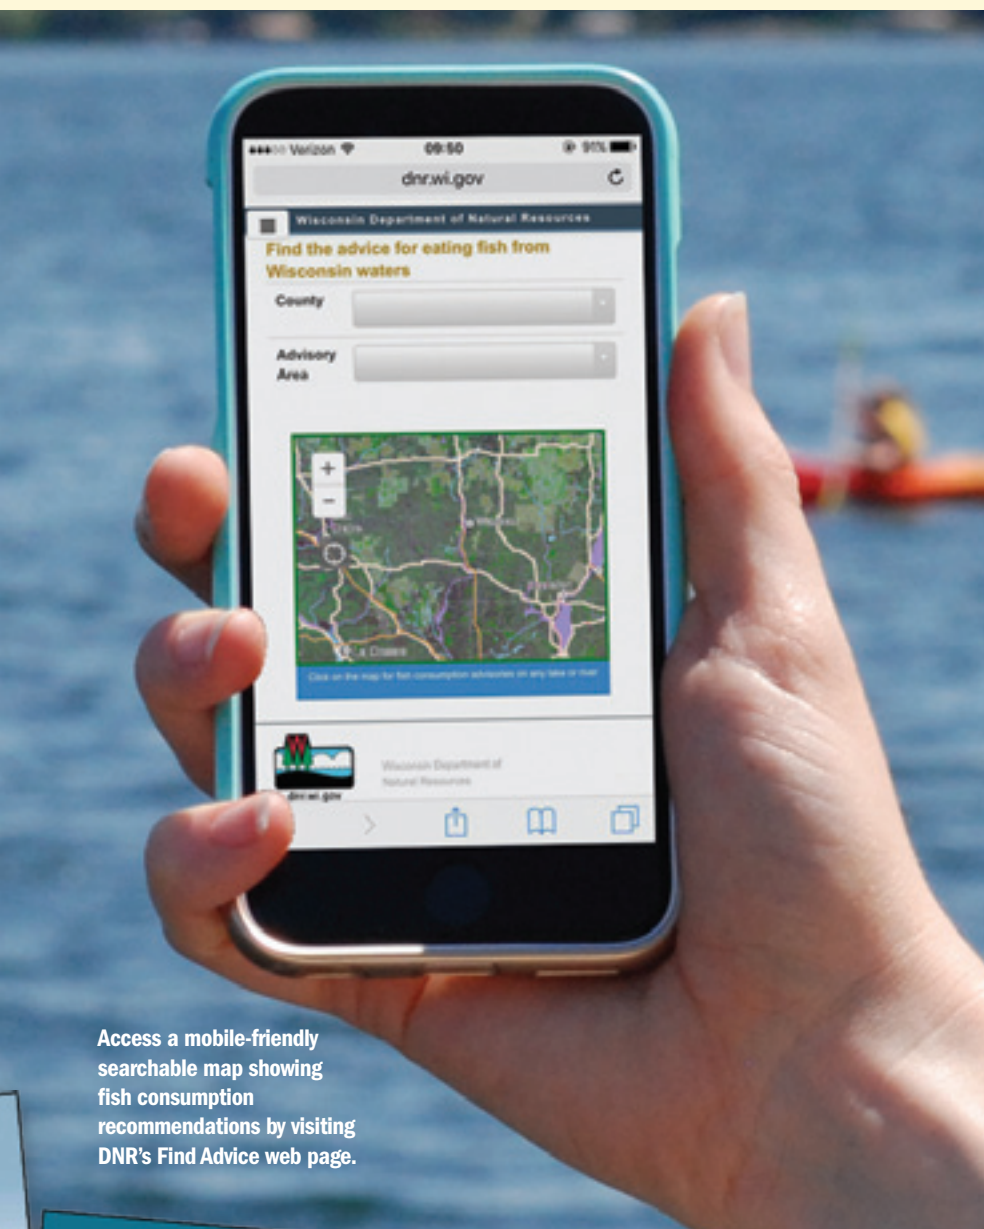 Verizon 09:50 91%
dnr.wi.gov
Wisconsin Department of Natural Resources
Find the advice for eating fish from
Wisconsin waters
County
Advisory
Area
+
−
Click on the map for fish consumption advisories on any lake or river
W
Wisconsin Department of
Natural Resources
dnr.wi.gov
Access a mobile-friendly
searchable map showing
fish consumption
recommendations by visiting
DNR's Find Advice web page.